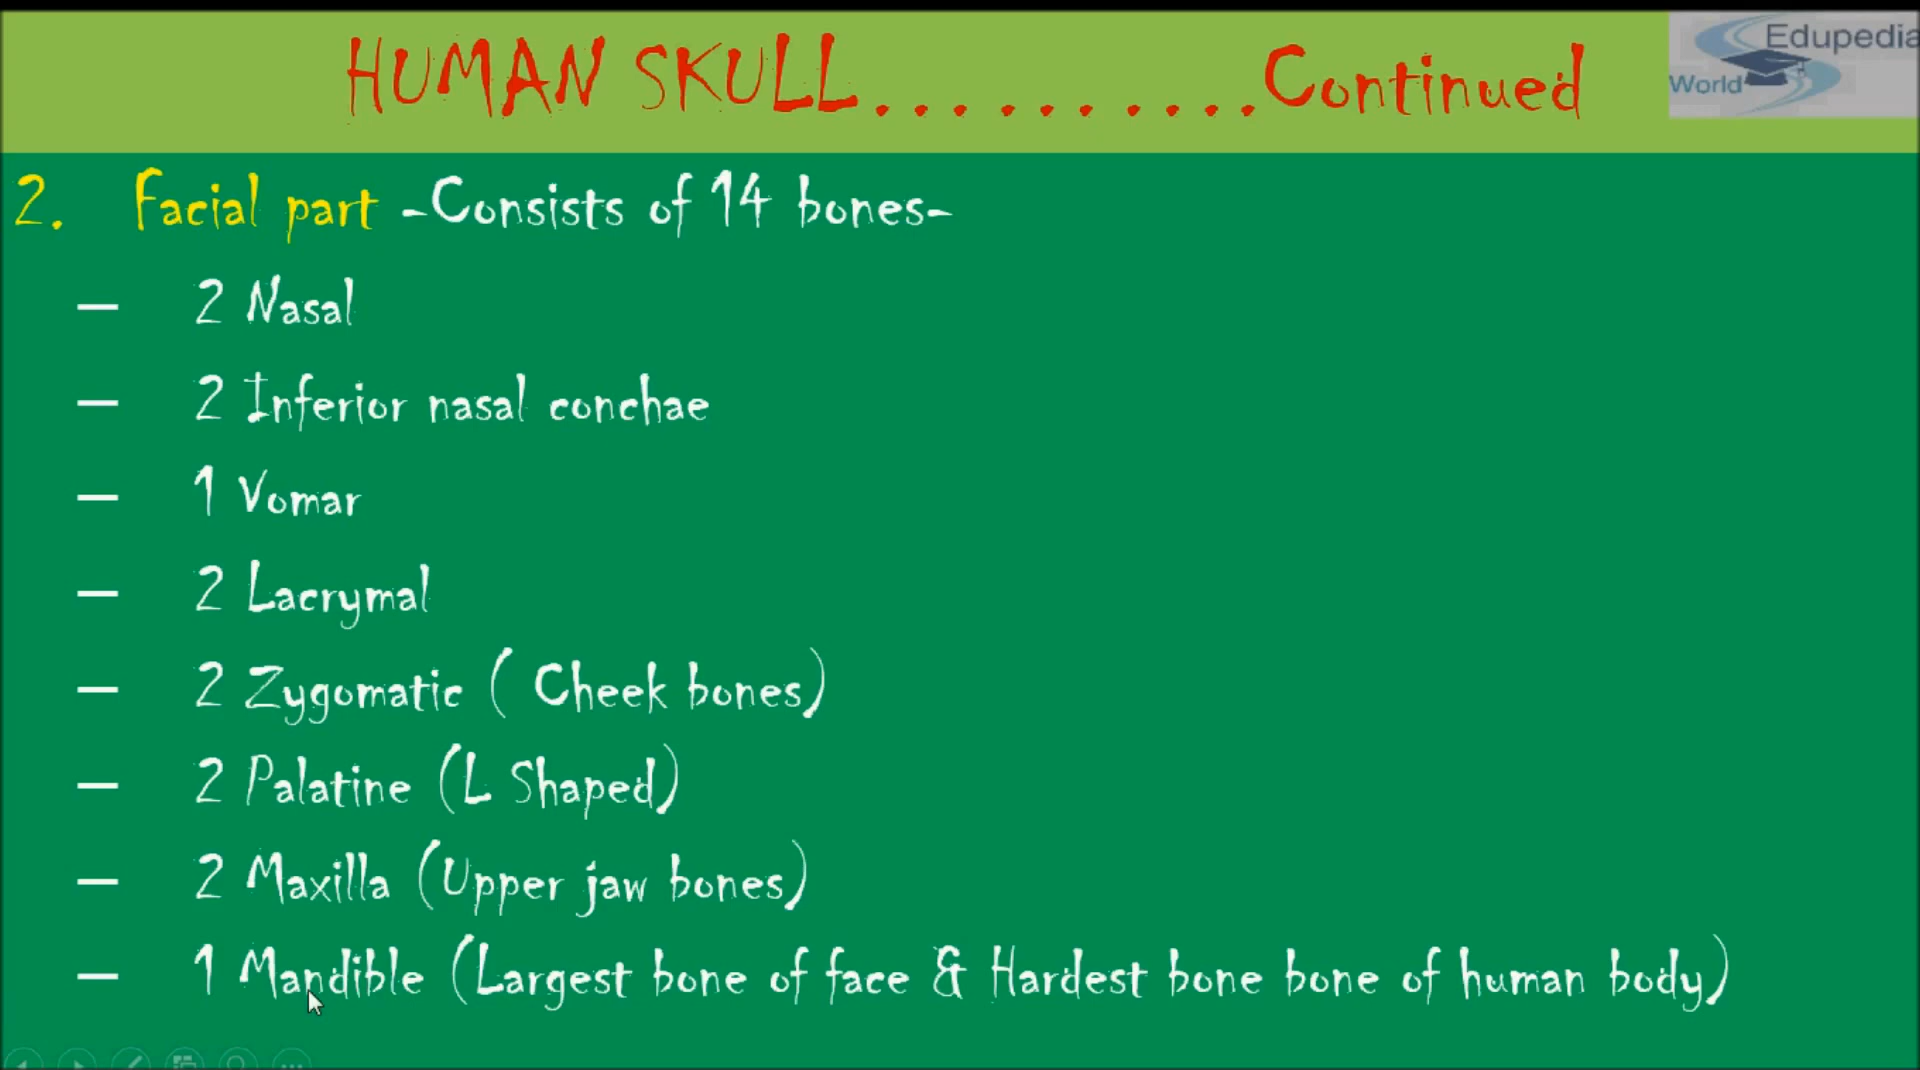 HUMAN SKULL...........Continued
Edupedia
World
2. Facial part -Consists of 14 bones-
— 2 Nasal
— 2 Inferior nasal conchae
— 1 Vomar
— 2 Lacrymal
— 2 Zygomatic ( Cheek bones)
— 2 Palatine (L Shaped)
— 2 Maxilla (Upper jaw bones)
— 1 Mandible (Largest bone of face & Hardest bone bone of human body)